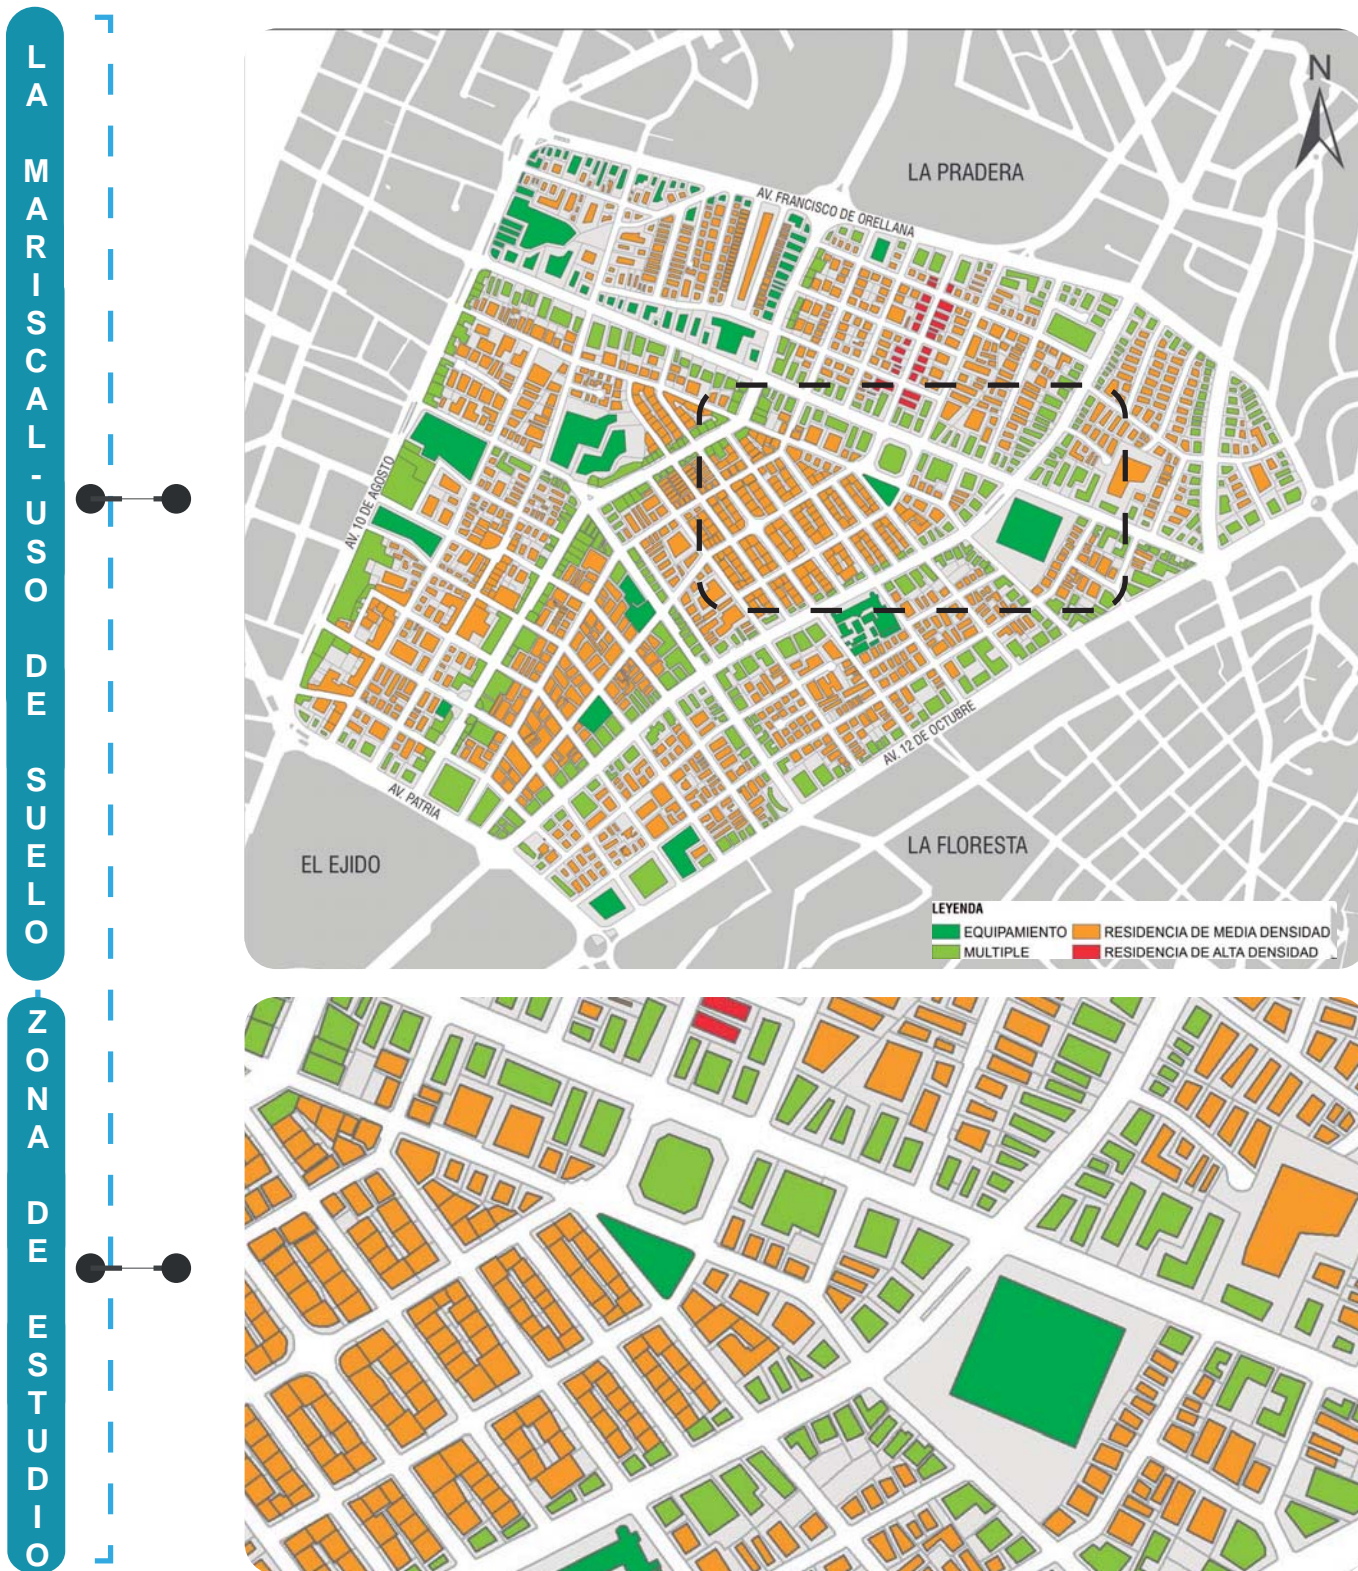 LA MARISCAL-USO DE SUELO
N
LA PRADERA
AV. FRANCISCO DE ORELLANA
AV. 10 DE AGOSTO
AV. 12 DE OCTUBRE
AV. PATRIA
LA FLORESTA
EL EJIDO
LEYENDA
EQUIPAMIENTO RESIDENCIA DE MEDIA DENSIDAD
MULTIPLE RESIDENCIA DE ALTA DENSIDAD
ZONA DE ESTUDIO